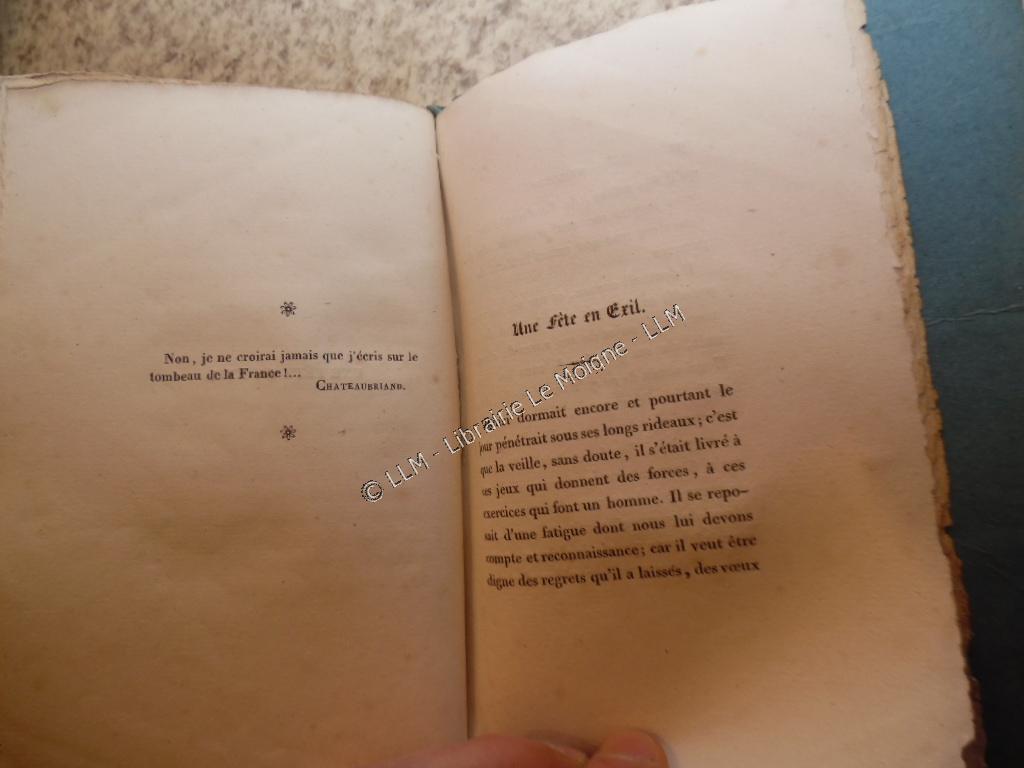 Non, je ne croirai jamais que j'écris sur le
tombeau de la France!...
CHATEAUBRIAND.
Une Fête en Exil.
dormait encore et pourtant le
jour pénétrait sous ses longs rideaux; c'est
que la veille, sans doute, il s'était livré à
ces jeux qui donnent des forces, à ces
exercices qui font un homme. Il se repo-
sait d'une fatigue dont nous lui devons
compte et reconnaissance; car il veut être
digne des regrets qu'il a laissés, des vœux
© LLM - Librairie Le Moigne - LLM